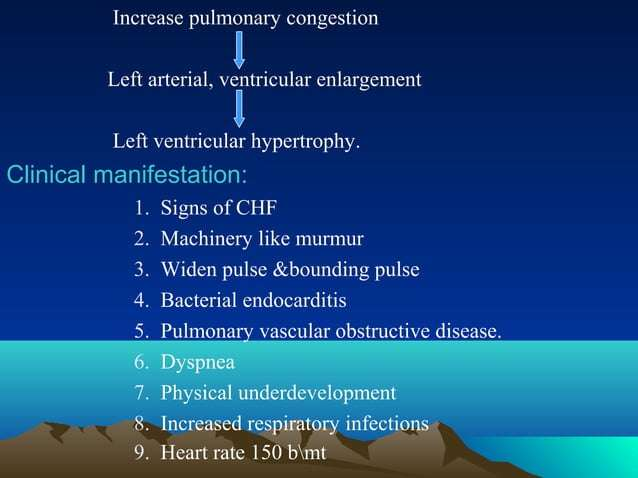 Increase pulmonary congestion
Left arterial, ventricular enlargement
Left ventricular hypertrophy.
Clinical manifestation:
1. Signs of CHF
2. Machinery like murmur
3. Widen pulse &bounding pulse
4. Bacterial endocarditis
5. Pulmonary vascular obstructive disease.
6. Dyspnea
7. Physical underdevelopment
8. Increased respiratory infections
9. Heart rate 150 b\mt